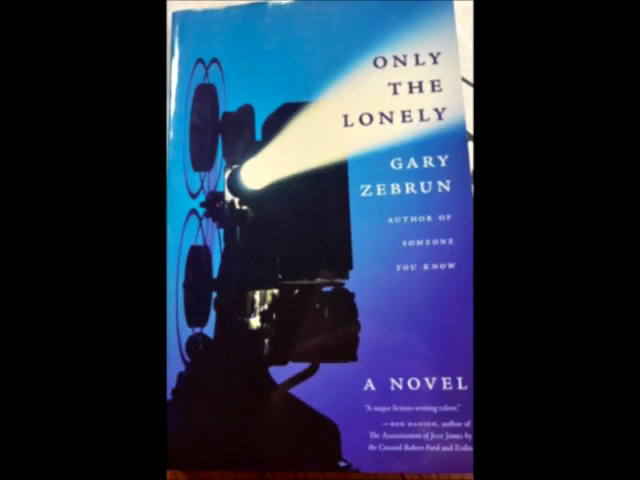 ONLY
THE
LONELY
GARY
ZEBRUN
AUTHOR OF
SOMEONE
YOU KNOW
A NOVEL
"A major fiction-writing talent."
—RON HANSEN, author of
The Assassination of Jesse James by
the Coward Robert Ford and Exiles